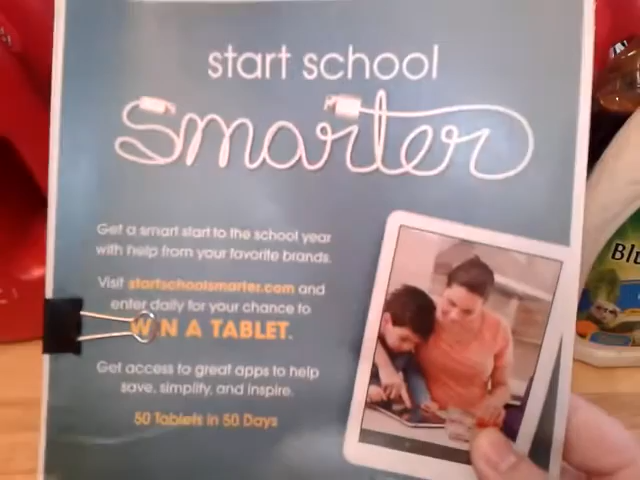 start school
smarter
Get a smart start to the school year
with help from your favorite brands.
Visit startschoolsmarter.com and
enter daily for your chance to
WIN A TABLET.
Get access to great apps to help
save, simplify, and inspire.
50 Tablets in 50 Days
Blu